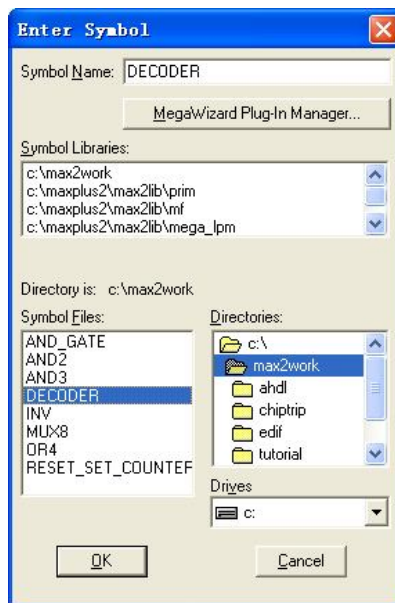 Enter Symbol
Symbol Name: DECODER
MegaWizard Plug-In Manager...
Symbol Libraries:
c:\max2work
c:\maxplus2\max2lib\prim
c:\maxplus2\max2lib\mf
c:\maxplus2\max2lib\mega_lpm
Directory is: c:\max2work
Symbol Files:
AND_GATE
AND2
AND3
DECODER
INV
MUX8
OR4
RESET_SET_COUNTEF
Directories:
c:\
max2work
ahdl
chiptrip
edif
tutorial
Drives
c:
OK
Cancel